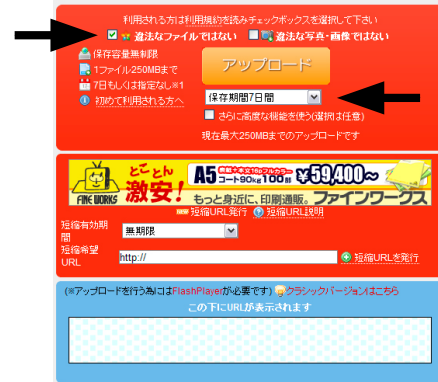 利用される方は利用規約を読みチェックボックスを選択して下さい
違法なファイルではない 違法な写真・画像ではない
保存容量無制限
1ファイル250MBまで
7日もしくは指定なし※1
初めて利用される方へ
アップロード
保存期間7日間
さらに高度な機能を使う(選択は任意)
現在最大250MBまでのアップロードです
FINE WORKS
とことん激安!
A5 表紙+本文16pフルカラー コート90kg 100部 ¥59,400~
もっと身近に、印刷通販。ファインワークス
短縮URL発行 短縮URL説明
短縮有効期間
無期限
短縮希望URL
http://
短縮URLを発行
(※アップロードを行う為にはFlashPlayerが必要です) クラシックバージョンはこちら
この下にURLが表示されます